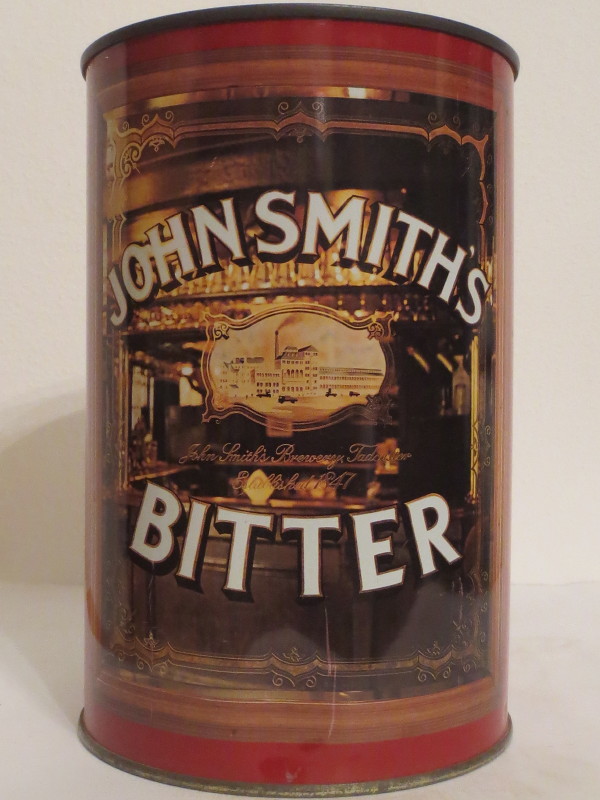 JOHN SMITH'S
John Smith's Brewery, Tadcaster
Established 1847
BITTER